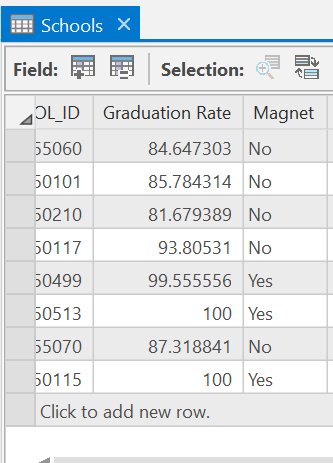 Schools
Field: Selection:
OL_ID Graduation Rate Magnet
55060 84.647303 No
50101 85.784314 No
50210 81.679389 No
50117 93.80531 No
50499 99.555556 Yes
50513 100 Yes
55070 87.318841 No
50115 100 Yes
Click to add new row.